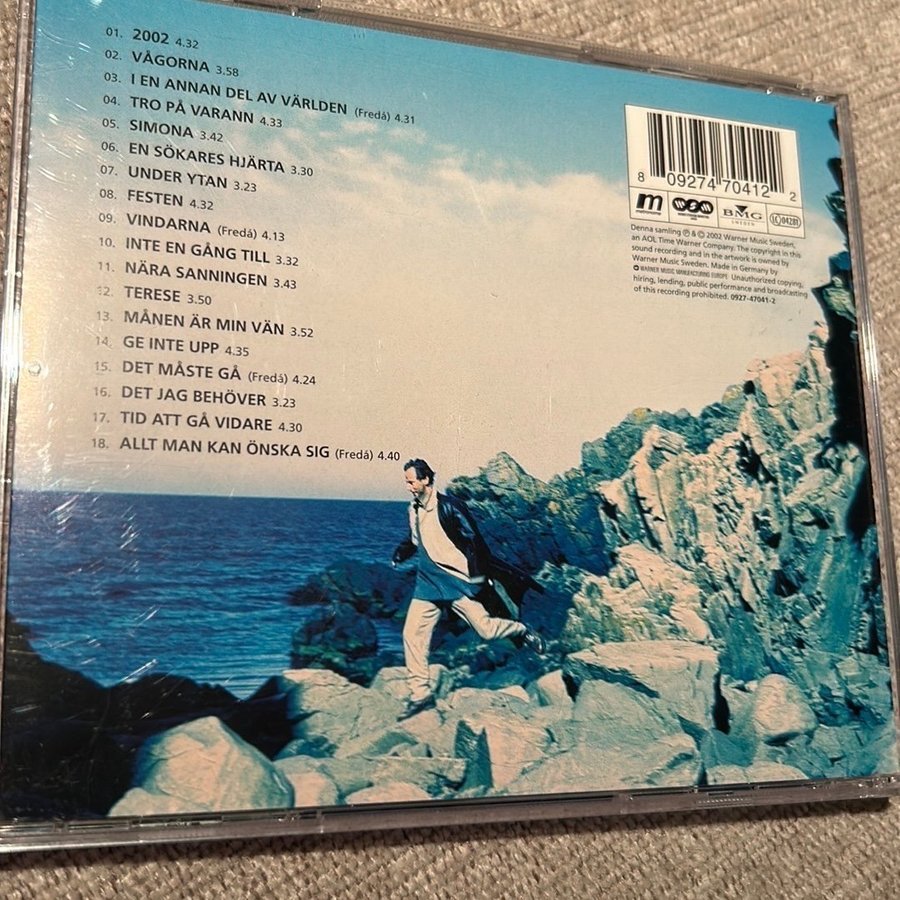 01. 2002 4.32
02. VÅGORNA 3.58
03. I EN ANNAN DEL AV VÄRLDEN (Fredá) 4.31
04. TRO PÅ VARANN 4.33
05. SIMONA 3.42
06. EN SÖKARES HJÄRTA 3.30
07. UNDER YTAN 3.23
08. FESTEN 4.32
09. VINDARNA (Fredá) 4.13
10. INTE EN GÅNG TILL 3.32
11. NÄRA SANNINGEN 3.43
12. TERESE 3.50
13. MÅNEN ÄR MIN VÄN 3.52
14. GE INTE UPP 4.35
15. DET MÅSTE GÅ (Fredá) 4.24
16. DET JAG BEHÖVER 3.23
17. TID ATT GÅ VIDARE 4.30
18. ALLT MAN KAN ÖNSKA SIG (Fredá) 4.40
8 09274 70412 2
m
metronome
BMG
SWEDEN
LC 04281
Denna samling ℗ & © 2002 Warner Music Sweden,
an AOL Time Warner Company. The copyright in this
sound recording and in the artwork is owned by
Warner Music Sweden. Made in Germany by
WARNER MUSIC MANUFACTURING EUROPE. Unauthorized copying,
hiring, lending, public performance and broadcasting
of this recording prohibited. 0927-47041-2